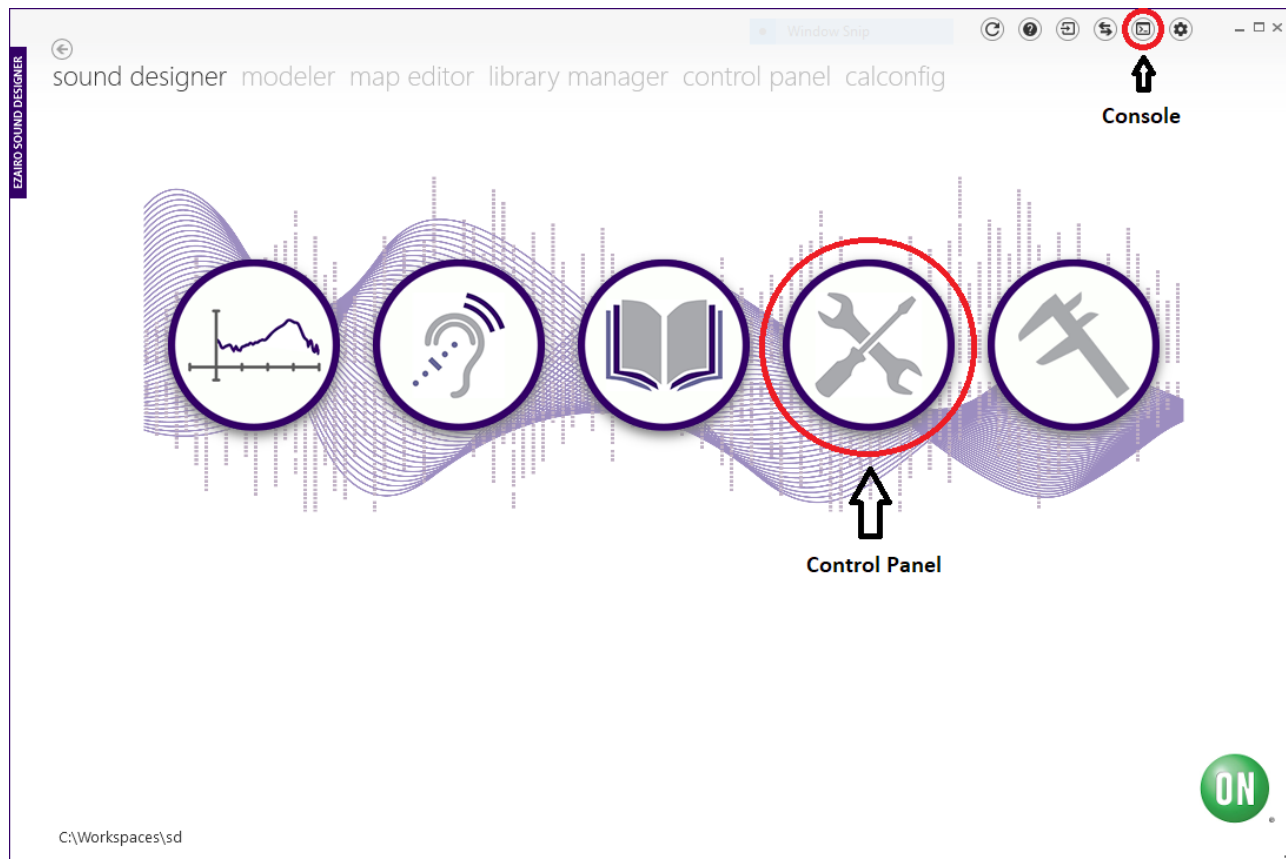 Window Snip
EZAIRO SOUND DESIGNER
sound designer modeler map editor library manager control panel calconfig
Console
Control Panel
ON
C:\Workspaces\sd